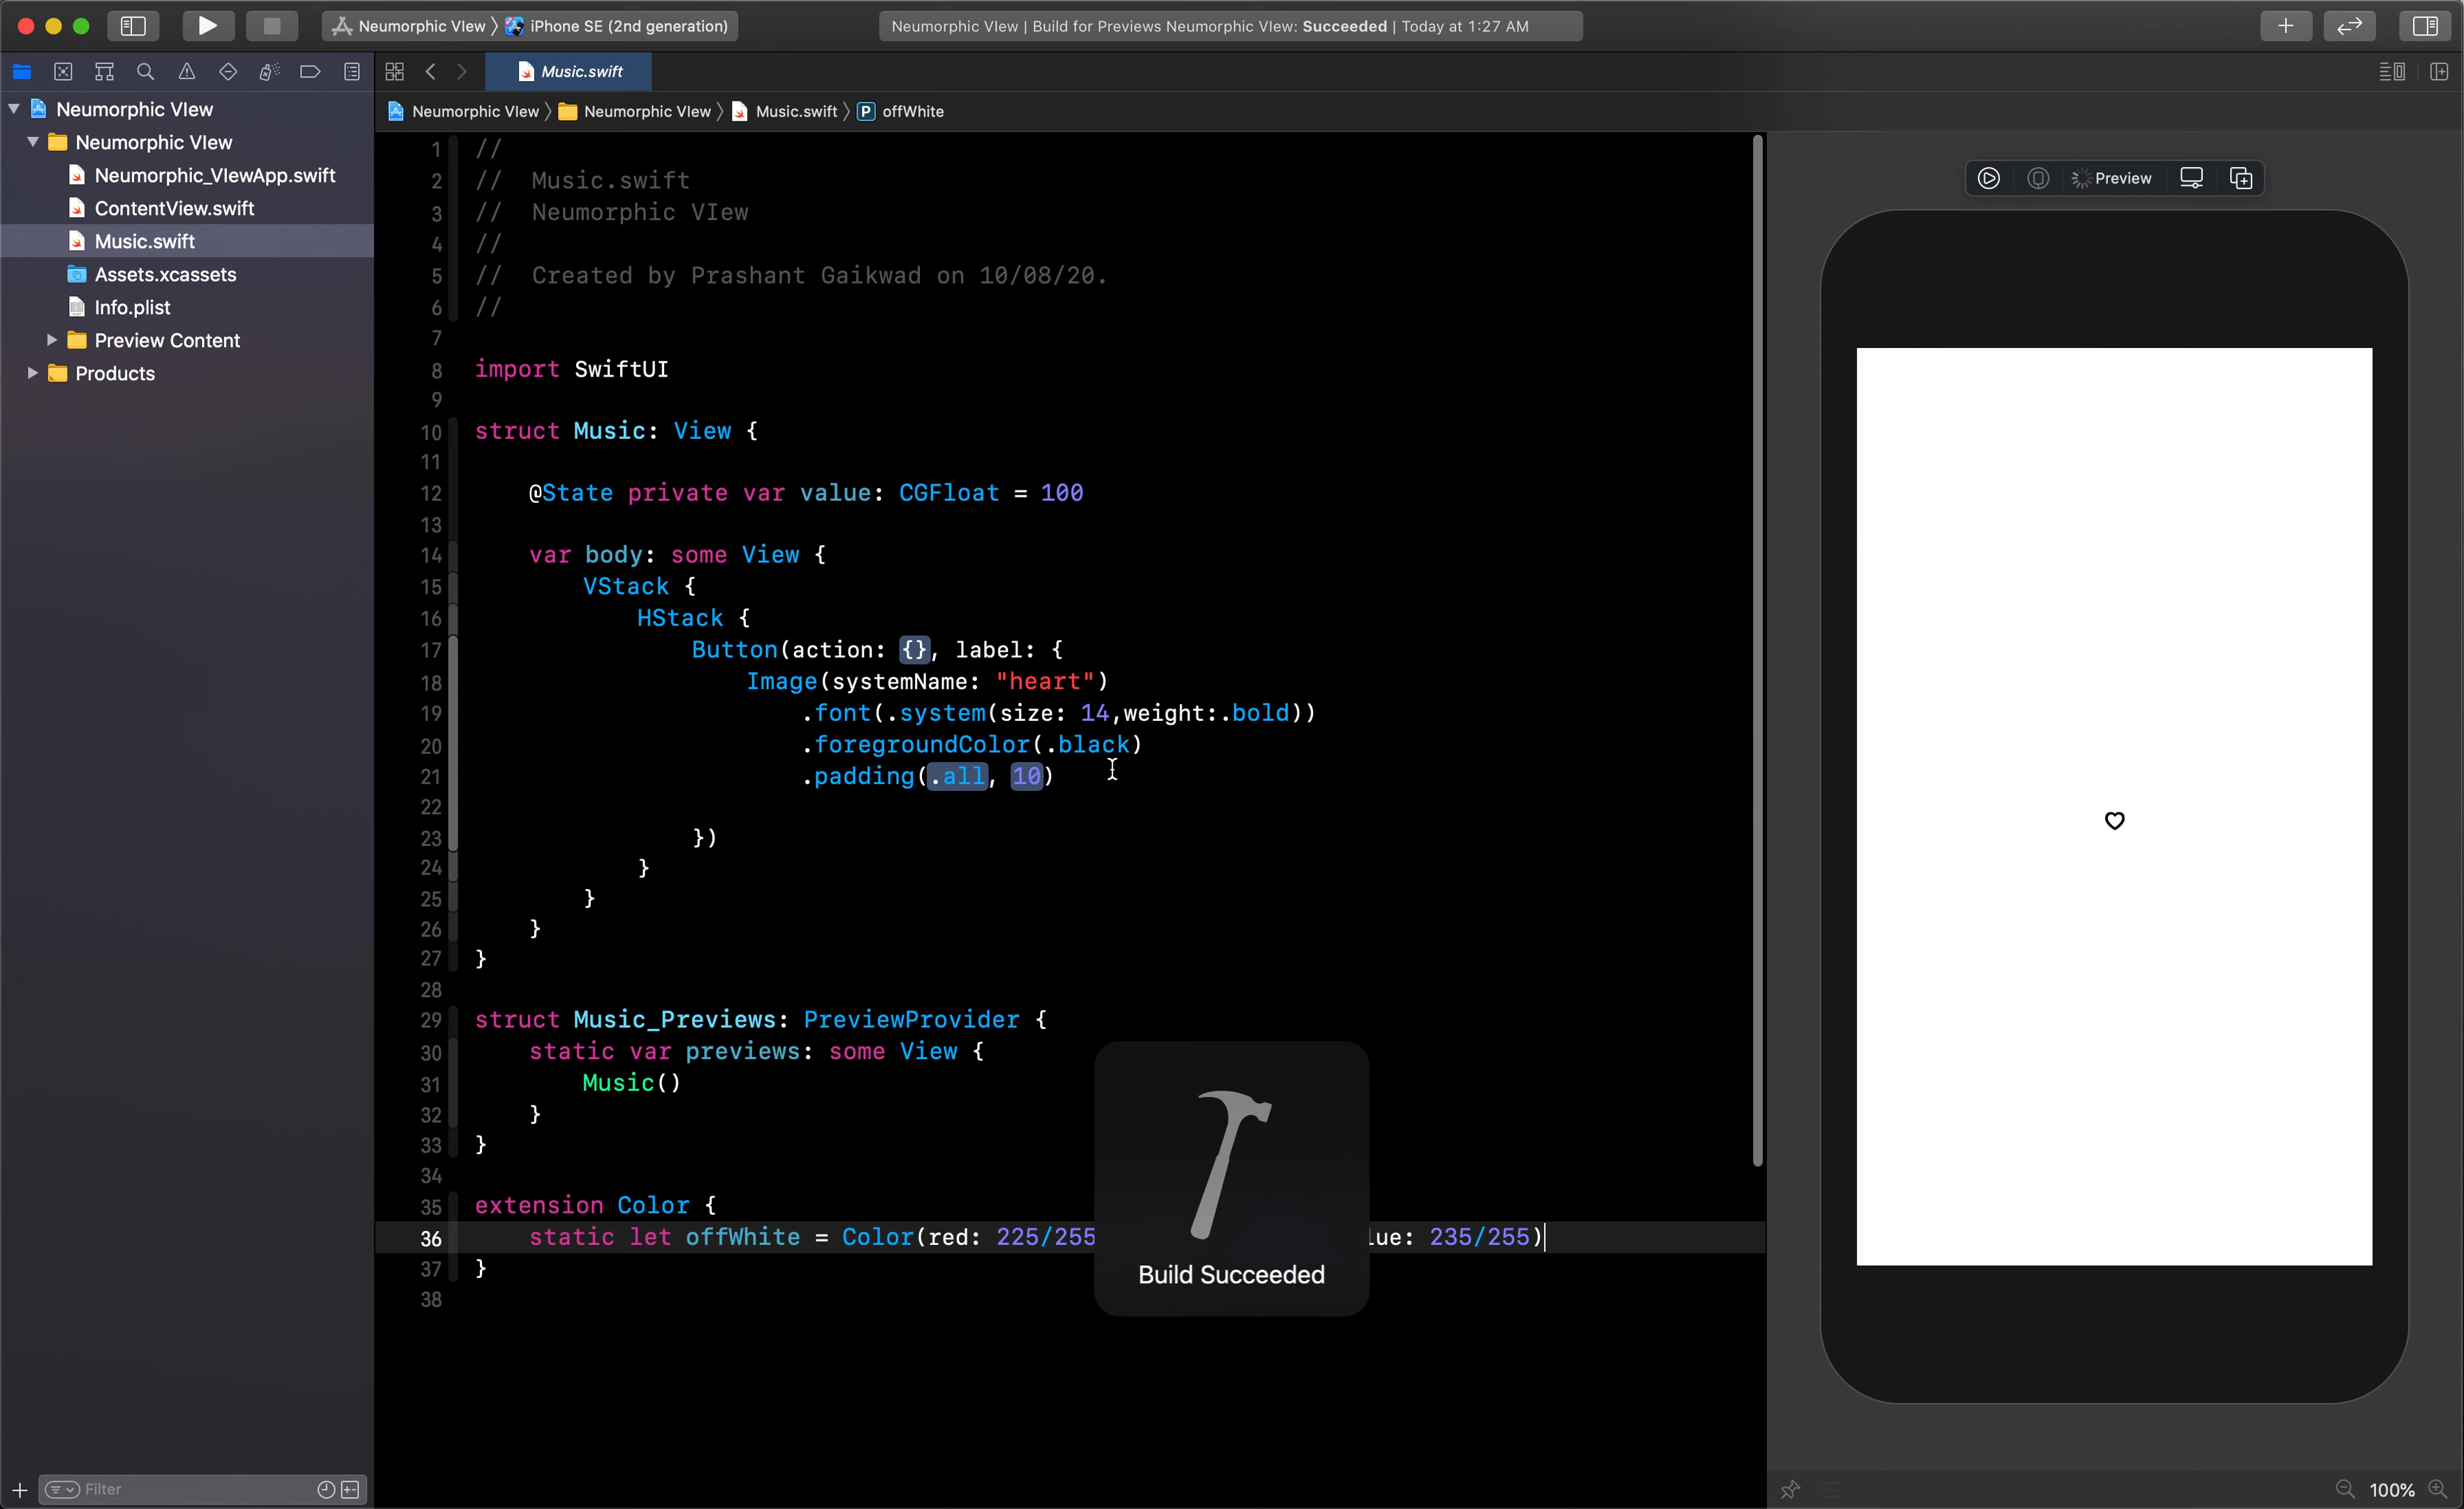 Neumorphic VIew 〉 iPhone SE (2nd generation)
Neumorphic VIew | Build for Previews Neumorphic VIew: Succeeded | Today at 1:27 AM
Music.swift
Neumorphic VIew 〉 Neumorphic VIew 〉 Music.swift 〉 P offWhite
Neumorphic VIew
Neumorphic VIew
Neumorphic_VIewApp.swift
ContentView.swift
Music.swift
Assets.xcassets
Info.plist
Preview Content
Products
Filter
1 //
2 //  Music.swift
3 //  Neumorphic VIew
4 //
5 //  Created by Prashant Gaikwad on 10/08/20.
6 //
7
8 import SwiftUI
9
10 struct Music: View {
11
12     @State private var value: CGFloat = 100
13
14     var body: some View {
15         VStack {
16             HStack {
17                 Button(action: {}, label: {
18                     Image(systemName: "heart")
19                         .font(.system(size: 14,weight:.bold))
20                         .foregroundColor(.black)
21                         .padding(.all, 10)
22
23                 })
24             }
25         }
26     }
27 }
28
29 struct Music_Previews: PreviewProvider {
30     static var previews: some View {
31         Music()
32     }
33 }
34
35 extension Color {
36     static let offWhite = Color(red: 225/255 lue: 235/255)
37 }
38
Build Succeeded
Preview
100%